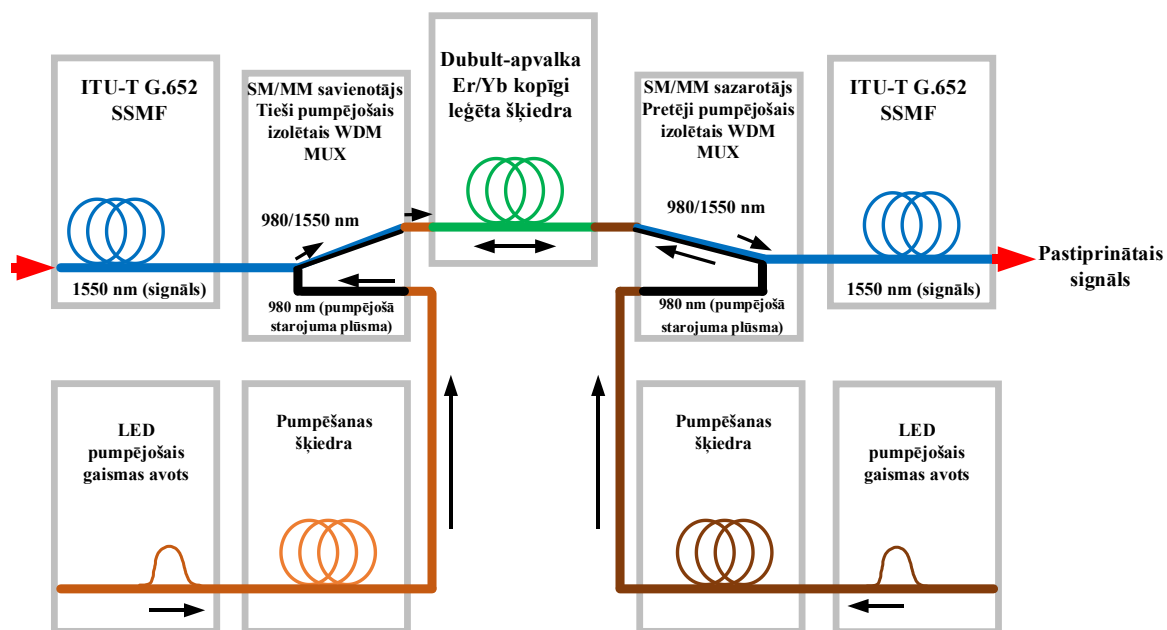 ITU-T G.652
SSMF
1550 nm (signāls)
SM/MM savienotājs
Tieši pumpējošais
izolētais WDM
MUX
980/1550 nm
980 nm (pumpējošā
starojuma plūsma)
Dubult-apvalka
Er/Yb kopīgi
leģēta šķiedra
SM/MM sazarotājs
Pretēji pumpējošais
izolētais WDM
MUX
980/1550 nm
980 nm (pumpējošā
starojuma plūsma)
ITU-T G.652
SSMF
1550 nm (signāls)
Pastiprinātais
signāls
LED
pumpējošais
gaismas avots
Pumpēšanas
šķiedra
Pumpēšanas
šķiedra
LED
pumpējošais
gaismas avots